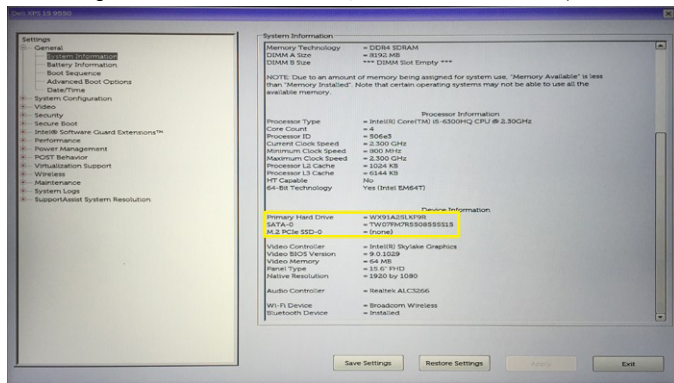 Dell XPS 15 9550
Settings
General
System Information
Battery Information
Boot Sequence
Advanced Boot Options
Date/Time
System Configuration
Video
Security
Secure Boot
Intel® Software Guard Extensions™
Performance
Power Management
POST Behavior
Virtualization Support
Wireless
Maintenance
System Logs
SupportAssist System Resolution
System Information
Memory Technology = DDR4 SDRAM
DIMM A Size = 8192 MB
DIMM B Size *** DIMM Slot Empty ***
NOTE: Due to an amount of memory being assigned for system use, "Memory Available" is less
than "Memory Installed". Note that certain operating systems may not be able to use all the
available memory.
Processor Information
Processor Type = Intel(R) Core(TM) i5-6300HQ CPU @ 2.30GHz
Core Count = 4
Processor ID = 506e3
Current Clock Speed = 2.300 GHz
Minimum Clock Speed = 800 MHz
Maximum Clock Speed = 2.300 GHz
Processor L2 Cache = 1024 KB
Processor L3 Cache = 6144 KB
HT Capable No
64-Bit Technology Yes (Intel EM64T)
Device Information
Primary Hard Drive = WX91A25LKF9R
SATA-0 = TW07FM7R5508555515
M.2 PCIe SSD-0 = (none)
Video Controller = Intel(R) Skylake Graphics
Video BIOS Version = 9.0.1029
Video Memory = 64 MB
Panel Type = 15.6" FHD
Native Resolution = 1920 by 1080
Audio Controller = Realtek ALC3266
Wi-Fi Device = Broadcom Wireless
Bluetooth Device = Installed
Save Settings
Restore Settings
Apply
Exit